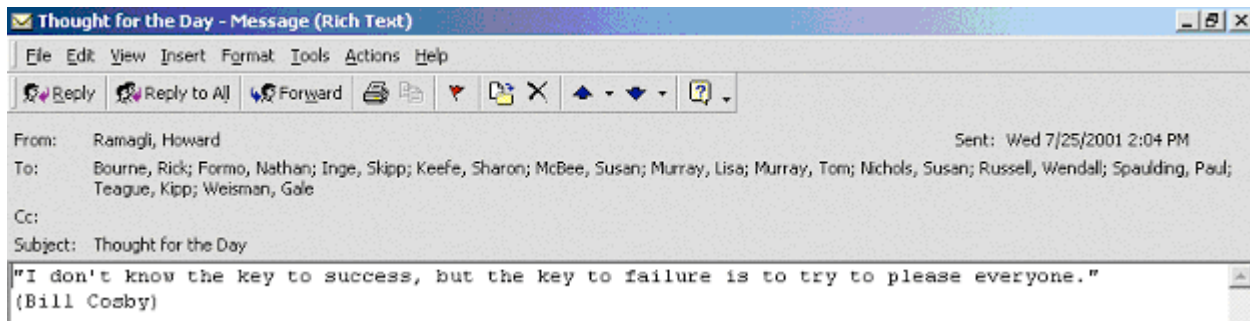 Thought for the Day - Message (Rich Text)
File Edit View Insert Format Tools Actions Help
Reply Reply to All Forward
From: Ramagli, Howard Sent: Wed 7/25/2001 2:04 PM
To: Bourne, Rick; Formo, Nathan; Inge, Skipp; Keefe, Sharon; McBee, Susan; Murray, Lisa; Murray, Tom; Nichols, Susan; Russell, Wendall; Spaulding, Paul;
Teague, Kipp; Weisman, Gale
Cc:
Subject: Thought for the Day
"I don't know the key to success, but the key to failure is to try to please everyone."
(Bill Cosby)